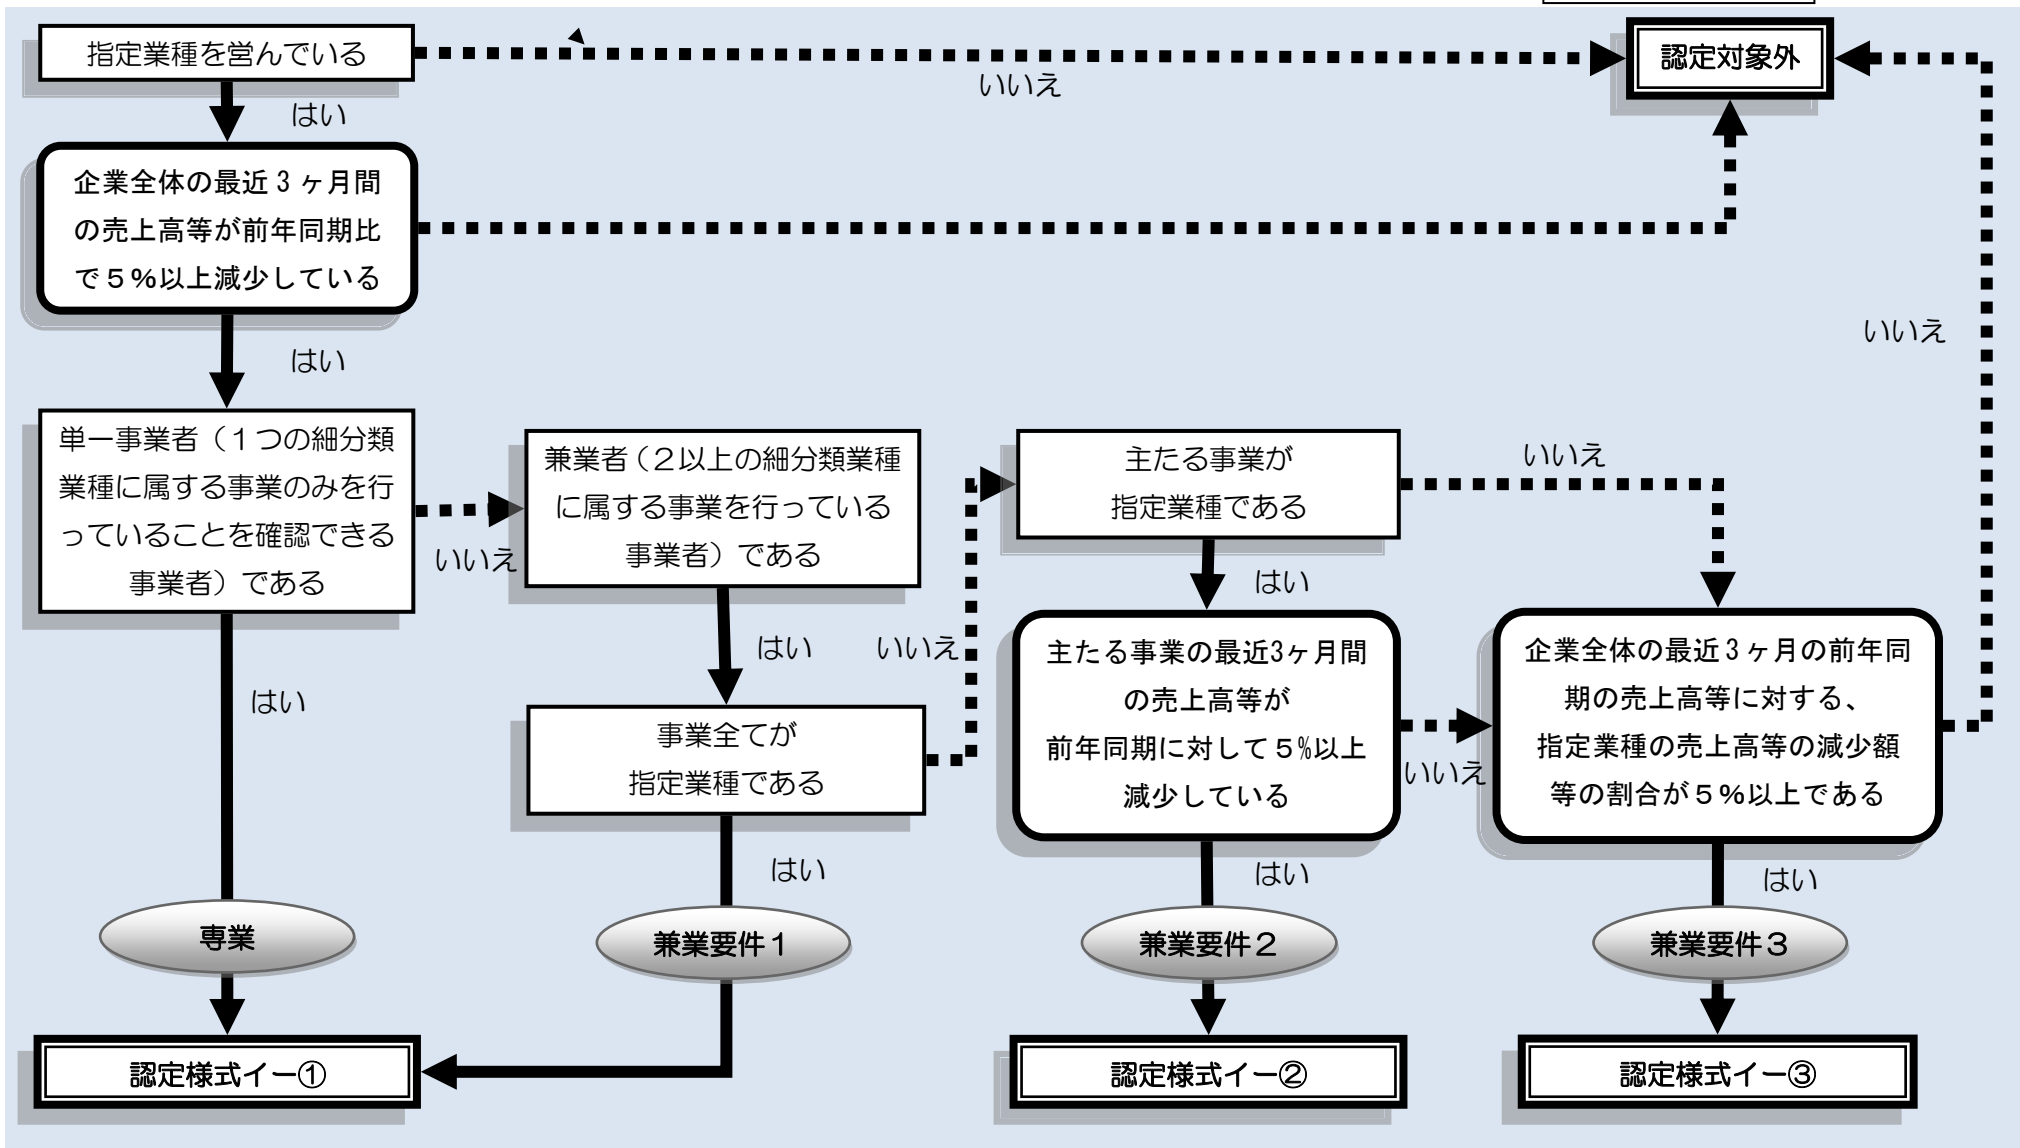 指定業種を営んでいる
いいえ
認定対象外
はい
企業全体の最近３ヶ月間
の売上高等が前年同期比
で５％以上減少している
いいえ
はい
単一事業者（１つの細分類
業種に属する事業のみを行
っていることを確認できる
事業者）である
いいえ
兼業者（２以上の細分類業種
に属する事業を行っている
事業者）である
主たる事業が
指定業種である
いいえ
はい
はい
いいえ
はい
事業全てが
指定業種である
主たる事業の最近3ヶ月間
の売上高等が
前年同期に対して５%以上
減少している
いいえ
企業全体の最近３ヶ月の前年同
期の売上高等に対する、
指定業種の売上高等の減少額
等の割合が５％以上である
はい
はい
はい
専業
兼業要件１
兼業要件２
兼業要件３
認定様式イー①
認定様式イー②
認定様式イー③